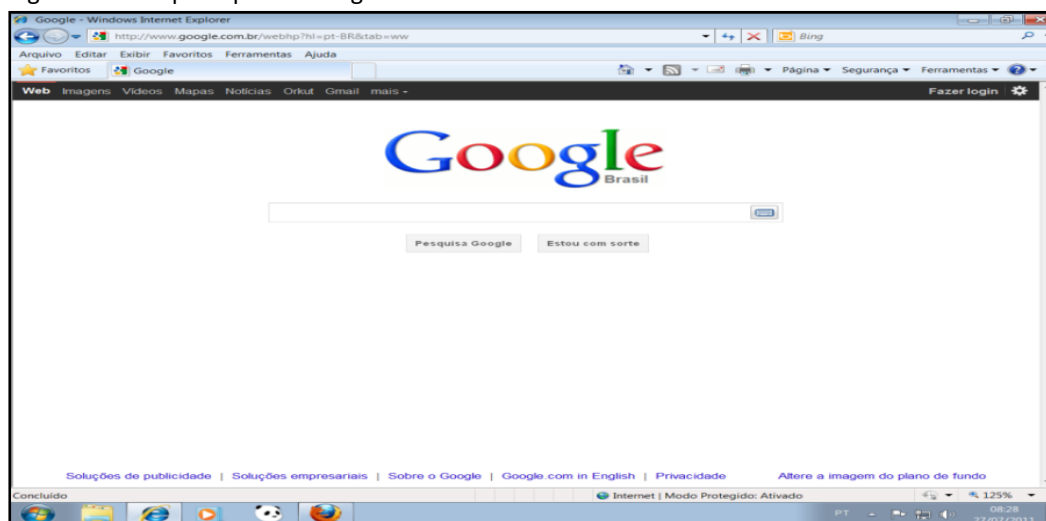 Google - Windows Internet Explorer
http://www.google.com.br/webhp?hl=pt-BR&tab=ww
Bing
Arquivo Editar Exibir Favoritos Ferramentas Ajuda
Favoritos Google Página Segurança Ferramentas
Web Imagens Vídeos Mapas Notícias Orkut Gmail mais Fazer login
Google
Brasil
Pesquisa Google Estou com sorte
Soluções de publicidade | Soluções empresariais | Sobre o Google | Google.com in English | Privacidade Altere a imagem do plano de fundo
Concluído Internet | Modo Protegido: Ativado 125%
PT 08:28
27/07/2011